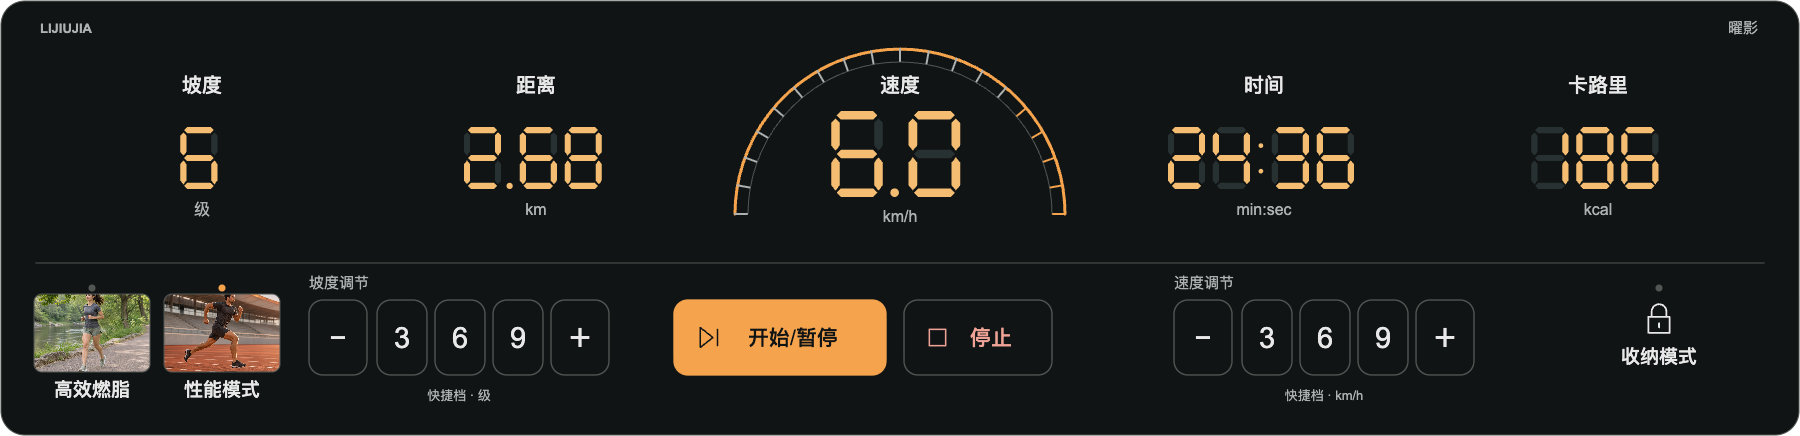 LIJIUJIA
曜影
坡度
距离
速度
时间
卡路里
6
2.68
6.0
24:36
186
级
km
km/h
min:sec
kcal
坡度调节
速度调节
− 3 6 9 +
开始/暂停
停止
− 3 6 9 +
收纳模式
高效燃脂
性能模式
快捷档 · 级
快捷档 · km/h